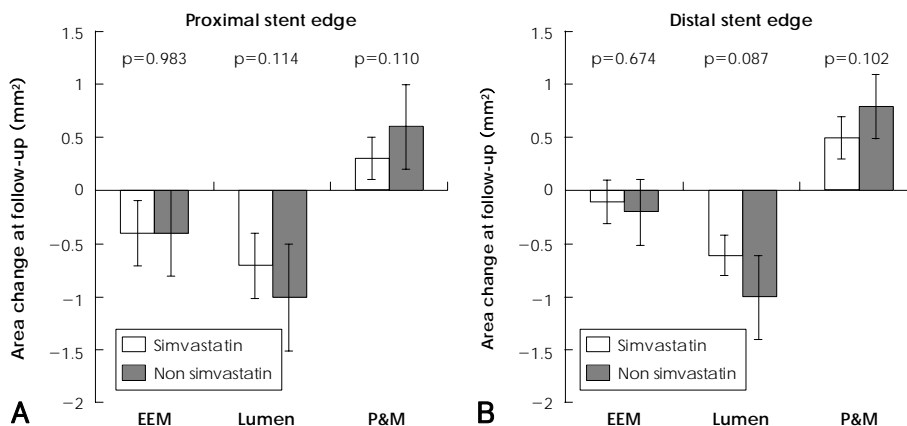 Proximal stent edge
Area change at follow-up (mm²)
1.5
1
0.5
0
−0.5
−1
−1.5
−2
p=0.983 p=0.114 p=0.110
Simvastatin
Non simvastatin
EEM Lumen P&M
A
Distal stent edge
Area change at follow-up (mm²)
1.5
1
0.5
0
−0.5
−1
−1.5
−2
p=0.674 p=0.087 p=0.102
Simvastatin
Non simvastatin
EEM Lumen P&M
B